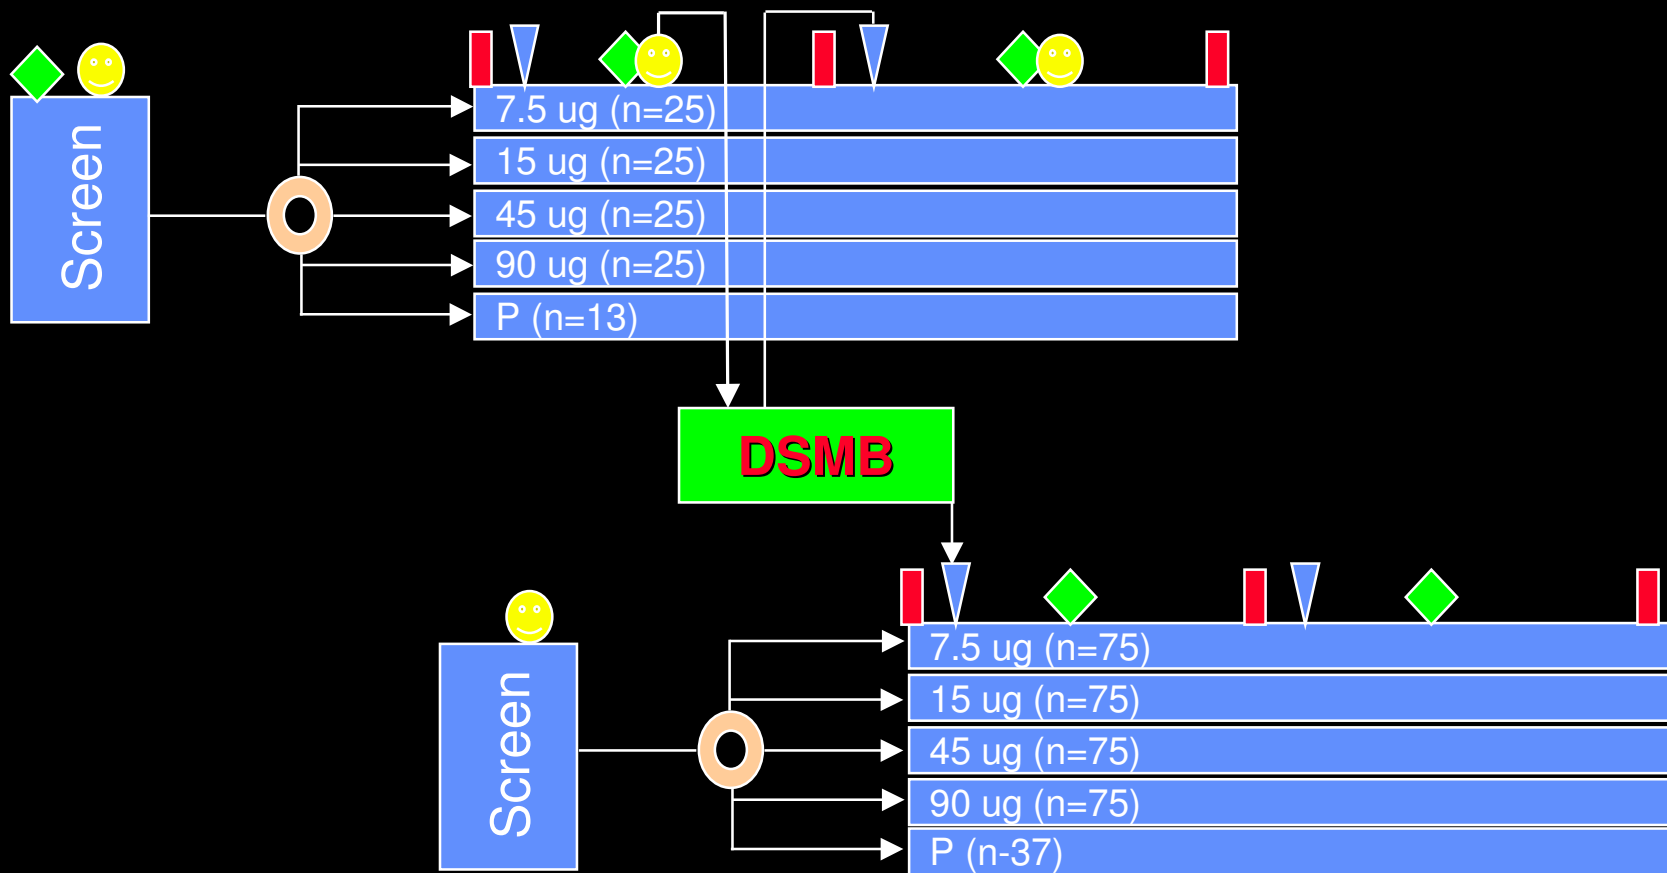 Screen
7.5 ug (n=25)
15 ug (n=25)
45 ug (n=25)
90 ug (n=25)
P (n=13)
DSMB
Screen
7.5 ug (n=75)
15 ug (n=75)
45 ug (n=75)
90 ug (n=75)
P (n-37)